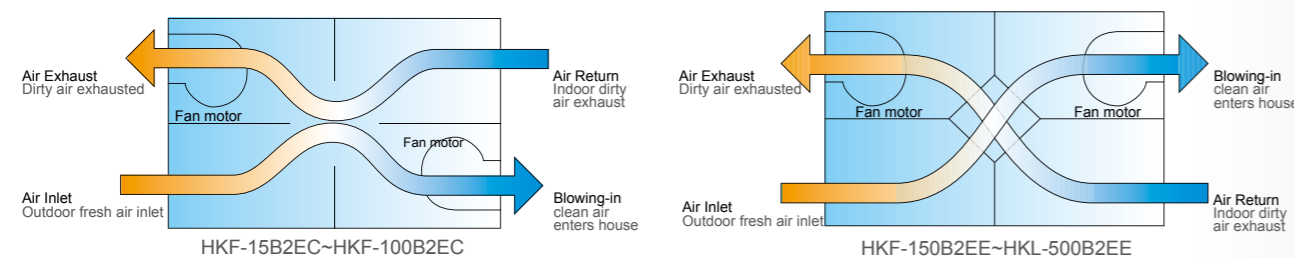 Air Exhaust
Dirty air exhausted
Fan motor
Air Return
Indoor dirty
air exhaust
Fan motor
Air Inlet
Outdoor fresh air inlet
Blowing-in
clean air
enters house
HKF-15B2EC~HKF-100B2EC
Air Exhaust
Dirty air exhausted
Fan motor
Fan motor
Blowing-in
clean air
enters house
Air Inlet
Outdoor fresh air inlet
Air Return
Indoor dirty
air exhaust
HKF-150B2EE~HKL-500B2EE